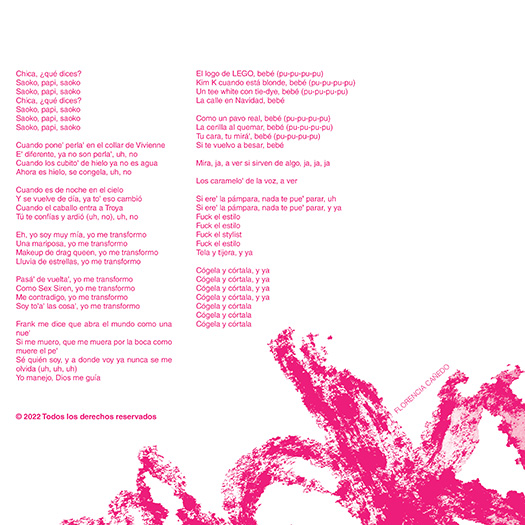 Chica, ¿qué dices?
Saoko, papi, saoko
Saoko, papi, saoko
Chica, ¿qué dices?
Saoko, papi, saoko
Saoko, papi, saoko
Saoko, papi, saoko
Cuando pone' perla' en el collar de Vivienne
E' diferente, ya no son perla', uh, no
Cuando los cubito' de hielo ya no es agua
Ahora es hielo, se congela, uh, no
Cuando es de noche en el cielo
Y se vuelve de día, ya to' eso cambió
Cuando el caballo entra a Troya
Tú te confías y ardió (uh, no), uh, no
Eh, yo soy muy mía, yo me transformo
Una mariposa, yo me transformo
Makeup de drag queen, yo me transformo
Lluvia de estrellas, yo me transformo
Pasá' de vuelta', yo me transformo
Como Sex Siren, yo me transformo
Me contradigo, yo me transformo
Soy to'a' las cosa', yo me transformo
Frank me dice que abra el mundo como una
nue'
Si me muero, que me muera por la boca como
muere el pe'
Sé quién soy, y a donde voy ya nunca se me
olvida (uh, uh, uh)
Yo manejo, Dios me guía
© 2022 Todos los derechos reservados
El logo de LEGO, bebé (pu-pu-pu-pu)
Kim K cuando está blonde, bebé (pu-pu-pu-pu)
Un tee white con tie-dye, bebé (pu-pu-pu-pu)
La calle en Navidad, bebé
Como un pavo real, bebé (pu-pu-pu-pu)
La cerilla al quemar, bebé (pu-pu-pu-pu)
Tu cara, tu mirá', bebé (pu-pu-pu-pu)
Si te vuelvo a besar, bebé
Mira, ja, a ver si sirven de algo, ja, ja, ja
Los caramelo' de la voz, a ver
Si ere' la pámpara, nada te pue' parar, uh
Si ere' la pámpara, nada te pue' parar, y ya
Fuck el estilo
Fuck el estilo
Fuck el stylist
Fuck el estilo
Tela y tijera, y ya
Cógela y córtala, y ya
Cógela y córtala, y ya
Cógela y córtala, y ya
Cógela y córtala, y ya
Cógela y córtala
Cógela y córtala
Cógela y córtala
FLORENCIA CAÑEDO